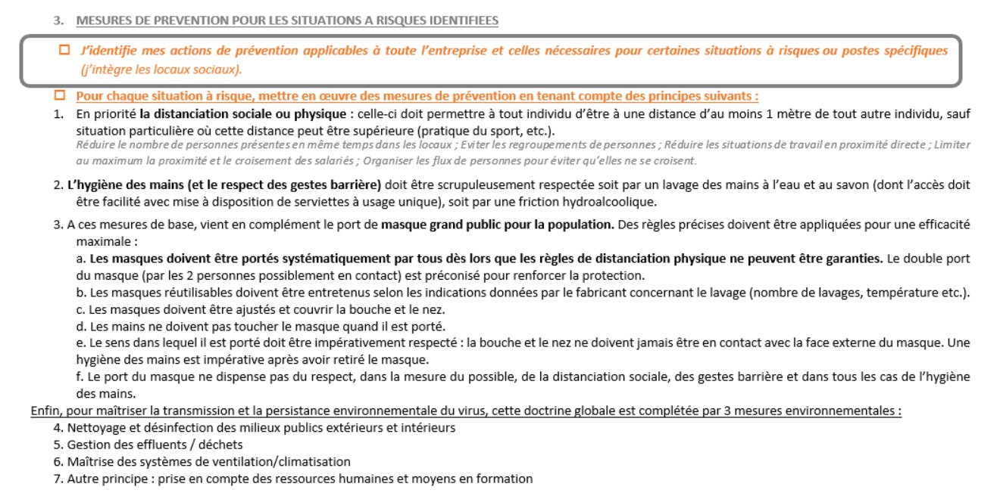 3. MESURES DE PREVENTION POUR LES SITUATIONS A RISQUES IDENTIFIEES
☐ J'identifie mes actions de prévention applicables à toute l'entreprise et celles nécessaires pour certaines situations à risques ou postes spécifiques
(j'intègre les locaux sociaux).
☐ Pour chaque situation à risque, mettre en œuvre des mesures de prévention en tenant compte des principes suivants :
1. En priorité la distanciation sociale ou physique : celle-ci doit permettre à tout individu d'être à une distance d'au moins 1 mètre de tout autre individu, sauf
situation particulière où cette distance peut être supérieure (pratique du sport, etc.).
Réduire le nombre de personnes présentes en même temps dans les locaux ; Eviter les regroupements de personnes ; Réduire les situations de travail en proximité directe ; Limiter
au maximum la proximité et le croisement des salariés ; Organiser les flux de personnes pour éviter qu'elles ne se croisent.
2. L'hygiène des mains (et le respect des gestes barrière) doit être scrupuleusement respectée soit par un lavage des mains à l'eau et au savon (dont l'accès doit
être facilité avec mise à disposition de serviettes à usage unique), soit par une friction hydroalcoolique.
3. A ces mesures de base, vient en complément le port de masque grand public pour la population. Des règles précises doivent être appliquées pour une efficacité
maximale :
a. Les masques doivent être portés systématiquement par tous dès lors que les règles de distanciation physique ne peuvent être garanties. Le double port
du masque (par les 2 personnes possiblement en contact) est préconisé pour renforcer la protection.
b. Les masques réutilisables doivent être entretenus selon les indications données par le fabricant concernant le lavage (nombre de lavages, température etc.).
c. Les masques doivent être ajustés et couvrir la bouche et le nez.
d. Les mains ne doivent pas toucher le masque quand il est porté.
e. Le sens dans lequel il est porté doit être impérativement respecté : la bouche et le nez ne doivent jamais être en contact avec la face externe du masque. Une
hygiène des mains est impérative après avoir retiré le masque.
f. Le port du masque ne dispense pas du respect, dans la mesure du possible, de la distanciation sociale, des gestes barrière et dans tous les cas de l'hygiène
des mains.
Enfin, pour maîtriser la transmission et la persistance environnementale du virus, cette doctrine globale est complétée par 3 mesures environnementales :
4. Nettoyage et désinfection des milieux publics extérieurs et intérieurs
5. Gestion des effluents / déchets
6. Maîtrise des systèmes de ventilation/climatisation
7. Autre principe : prise en compte des ressources humaines et moyens en formation